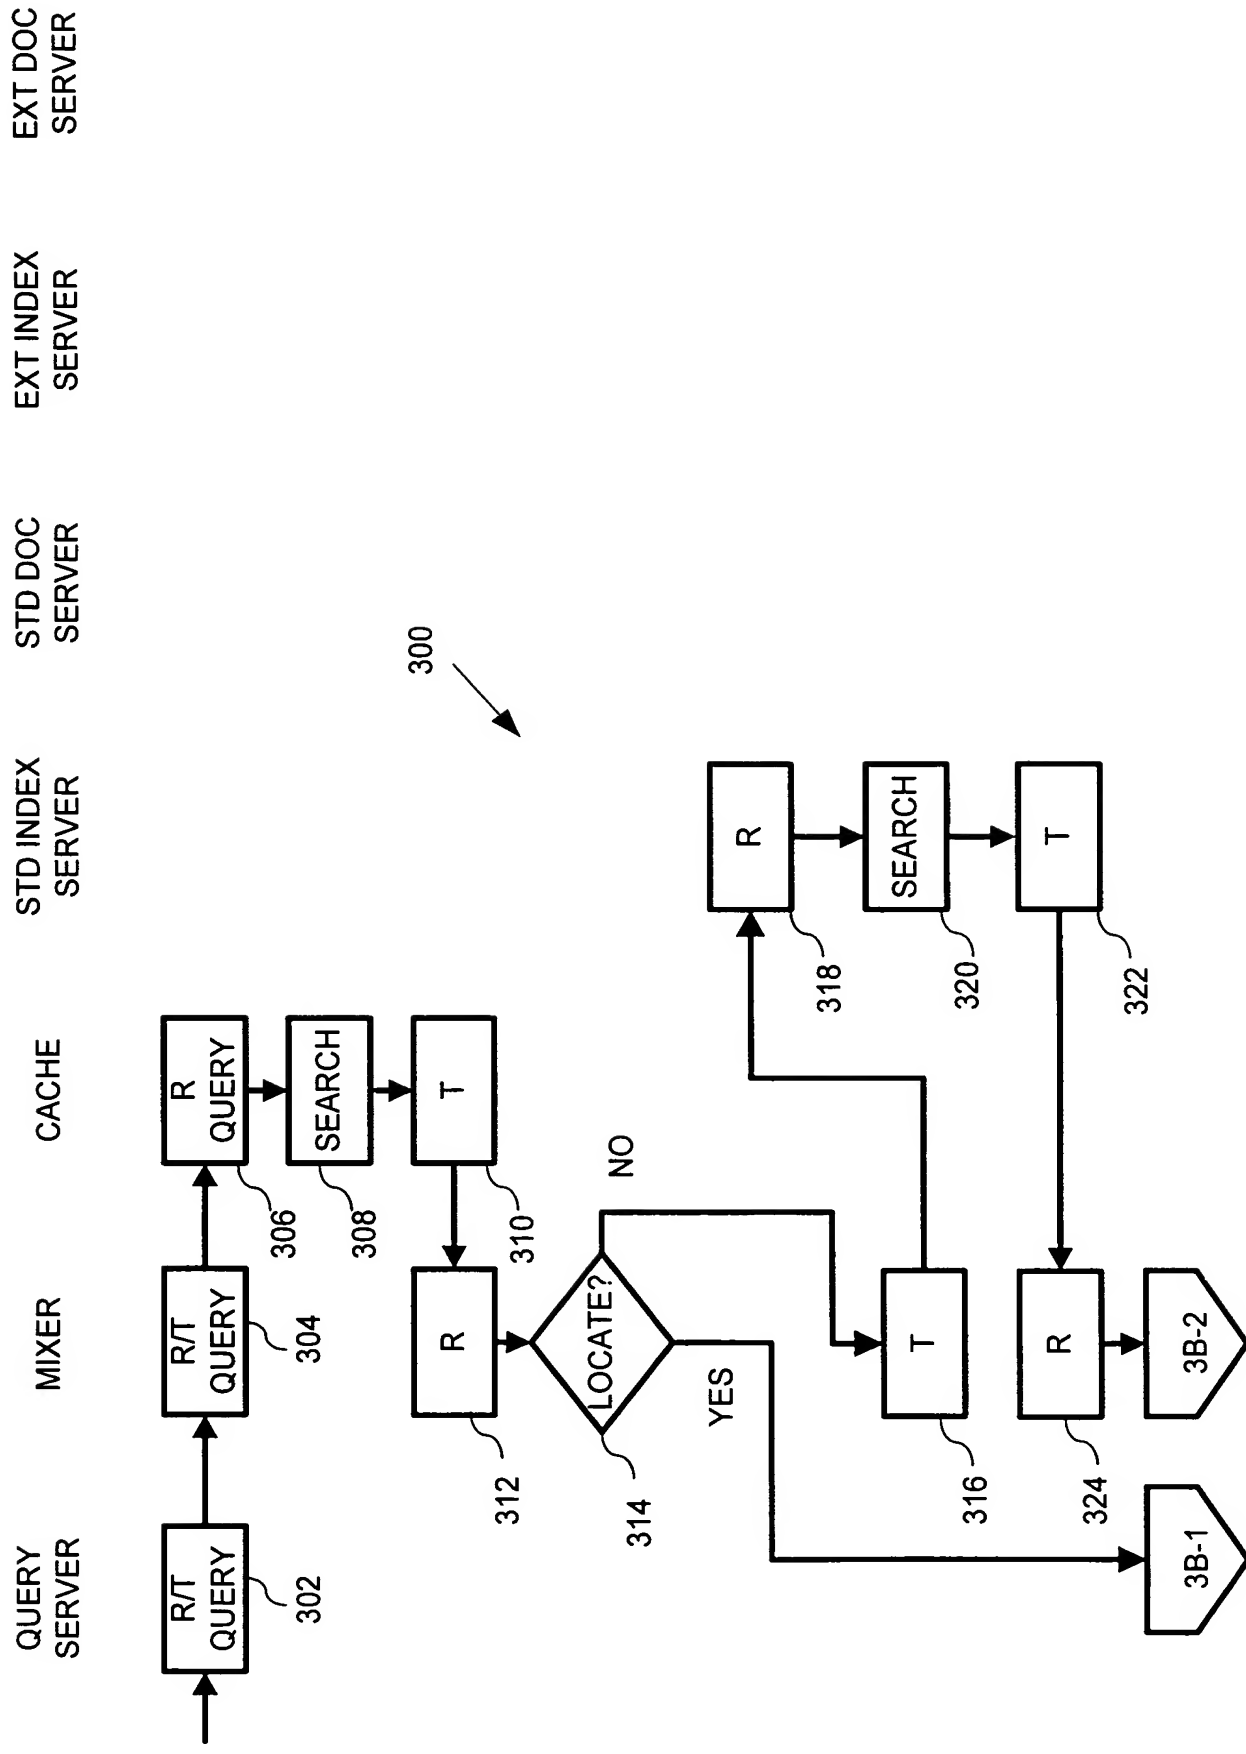 QUERY
SERVER
MIXER
CACHE
STD INDEX
SERVER
STD DOC
SERVER
EXT INDEX
SERVER
EXT DOC
SERVER
R/T
QUERY
302
R/T
QUERY
304
R
QUERY
306
SEARCH
308
T
310
R
312
LOCATE?
314
NO
YES
300
T
316
R
318
SEARCH
320
T
322
R
324
3B-1
3B-2